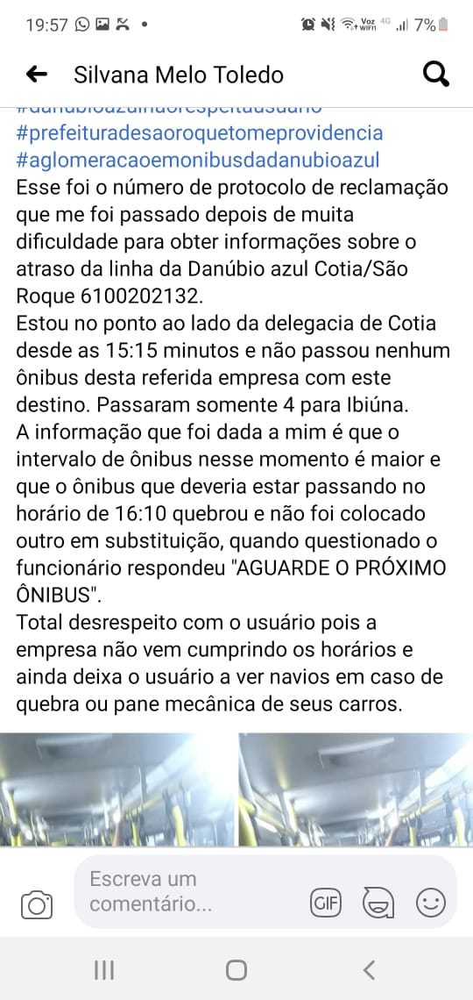 19:57
Voz
WIFI1
4G
7%
Silvana Melo Toledo
#danubioazulnaorespeitausuario
#prefeituradesaoroquetomeprovidencia
#aglomeracaoemonibusdadanubioazul
Esse foi o número de protocolo de reclamação
que me foi passado depois de muita
dificuldade para obter informações sobre o
atraso da linha da Danúbio azul Cotia/São
Roque 6100202132.
Estou no ponto ao lado da delegacia de Cotia
desde as 15:15 minutos e não passou nenhum
ônibus desta referida empresa com este
destino. Passaram somente 4 para Ibiúna.
A informação que foi dada a mim é que o
intervalo de ônibus nesse momento é maior e
que o ônibus que deveria estar passando no
horário de 16:10 quebrou e não foi colocado
outro em substituição, quando questionado o
funcionário respondeu "AGUARDE O PRÓXIMO
ÔNIBUS".
Total desrespeito com o usuário pois a
empresa não vem cumprindo os horários e
ainda deixa o usuário a ver navios em caso de
quebra ou pane mecânica de seus carros.
Escreva um
comentário...
GIF